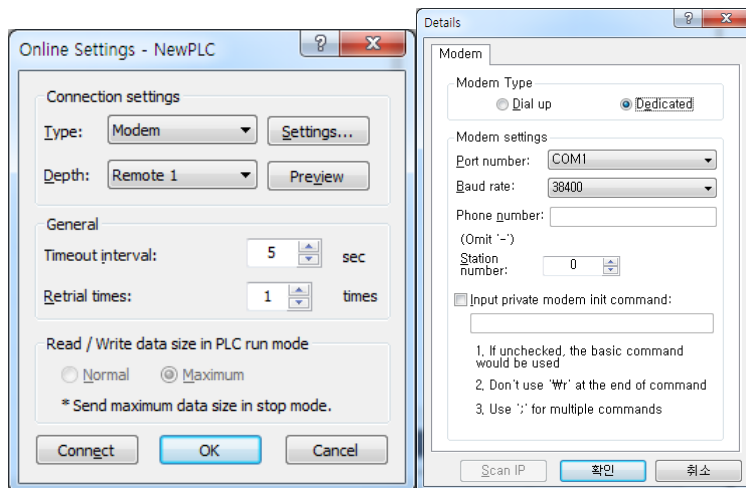 Online Settings - NewPLC
Connection settings
Type: Modem Settings...
Depth: Remote 1 Preview
General
Timeout interval: 5 sec
Retrial times: 1 times
Read / Write data size in PLC run mode
Normal Maximum
* Send maximum data size in stop mode.
Connect OK Cancel
Details
Modem
Modem Type
Dial up Dedicated
Modem settings
Port number: COM1
Baud rate: 38400
Phone number:
(Omit '-')
Station
number: 0
Input private modem init command:
1. If unchecked, the basic command
would be used
2. Don't use '₩r' at the end of command
3. Use ';' for multiple commands
Scan IP 확인 취소